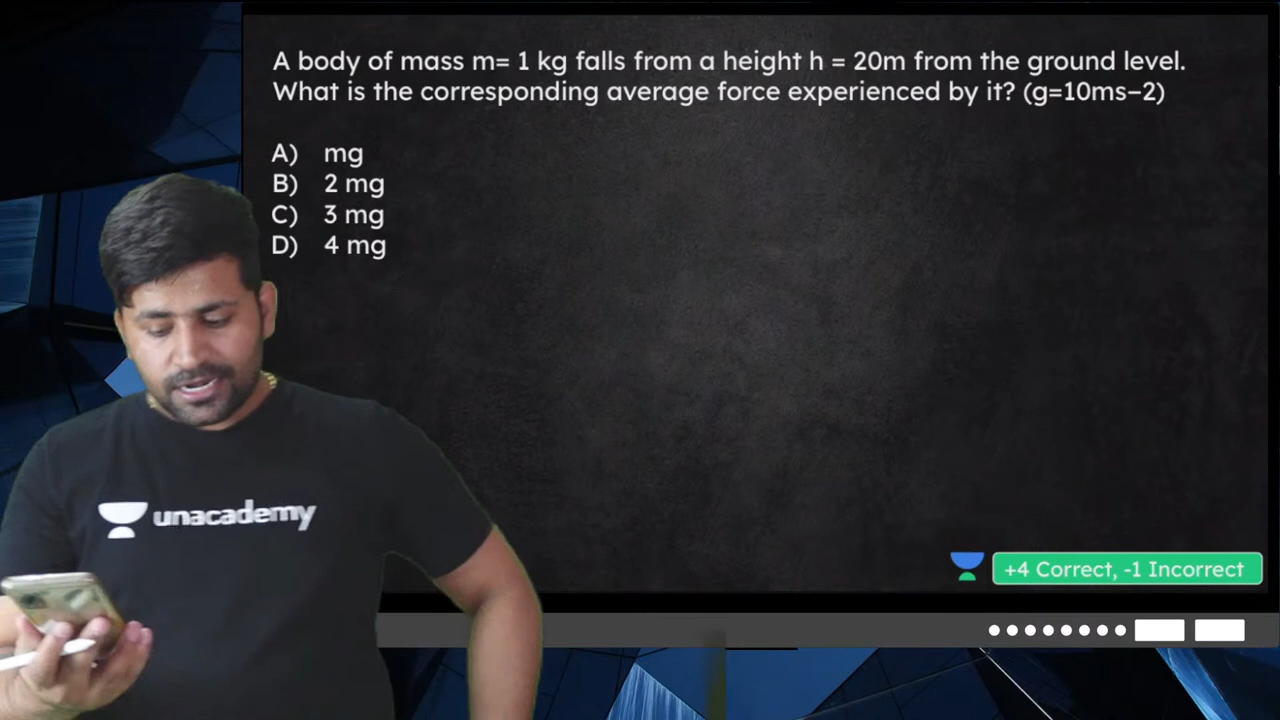 A body of mass m= 1 kg falls from a height h = 20m from the ground level.
What is the corresponding average force experienced by it? (g=10ms−2)
A) mg
B) 2 mg
C) 3 mg
D) 4 mg
unacademy
+4 Correct, -1 Incorrect